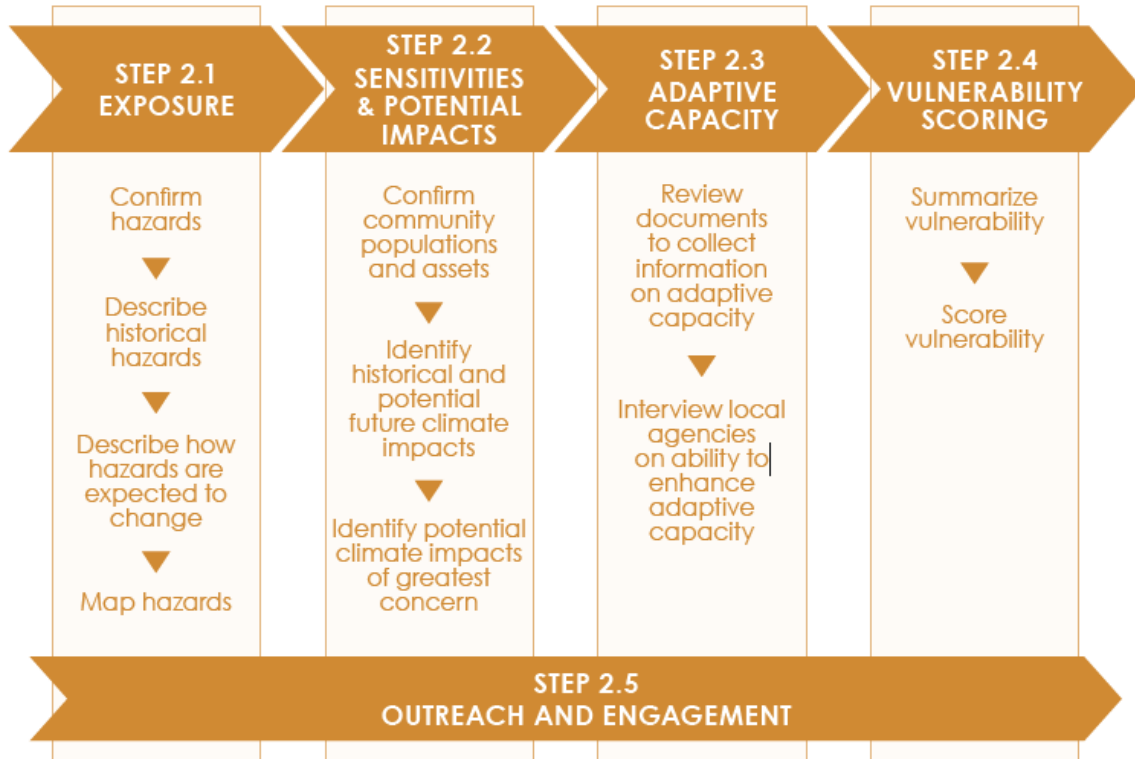 STEP 2.1
EXPOSURE
Confirm
hazards
Describe
historical
hazards
Describe how
hazards are
expected to
change
Map hazards
STEP 2.2
SENSITIVITIES
& POTENTIAL
IMPACTS
Confirm
community
populations
and assets
Identify
historical and
potential
future climate
impacts
Identify potential
climate impacts
of greatest
concern
STEP 2.3
ADAPTIVE
CAPACITY
Review
documents
to collect
information
on adaptive
capacity
Interview local
agencies
on ability to
enhance
adaptive
capacity
STEP 2.4
VULNERABILITY
SCORING
Summarize
vulnerability
Score
vulnerability
STEP 2.5
OUTREACH AND ENGAGEMENT